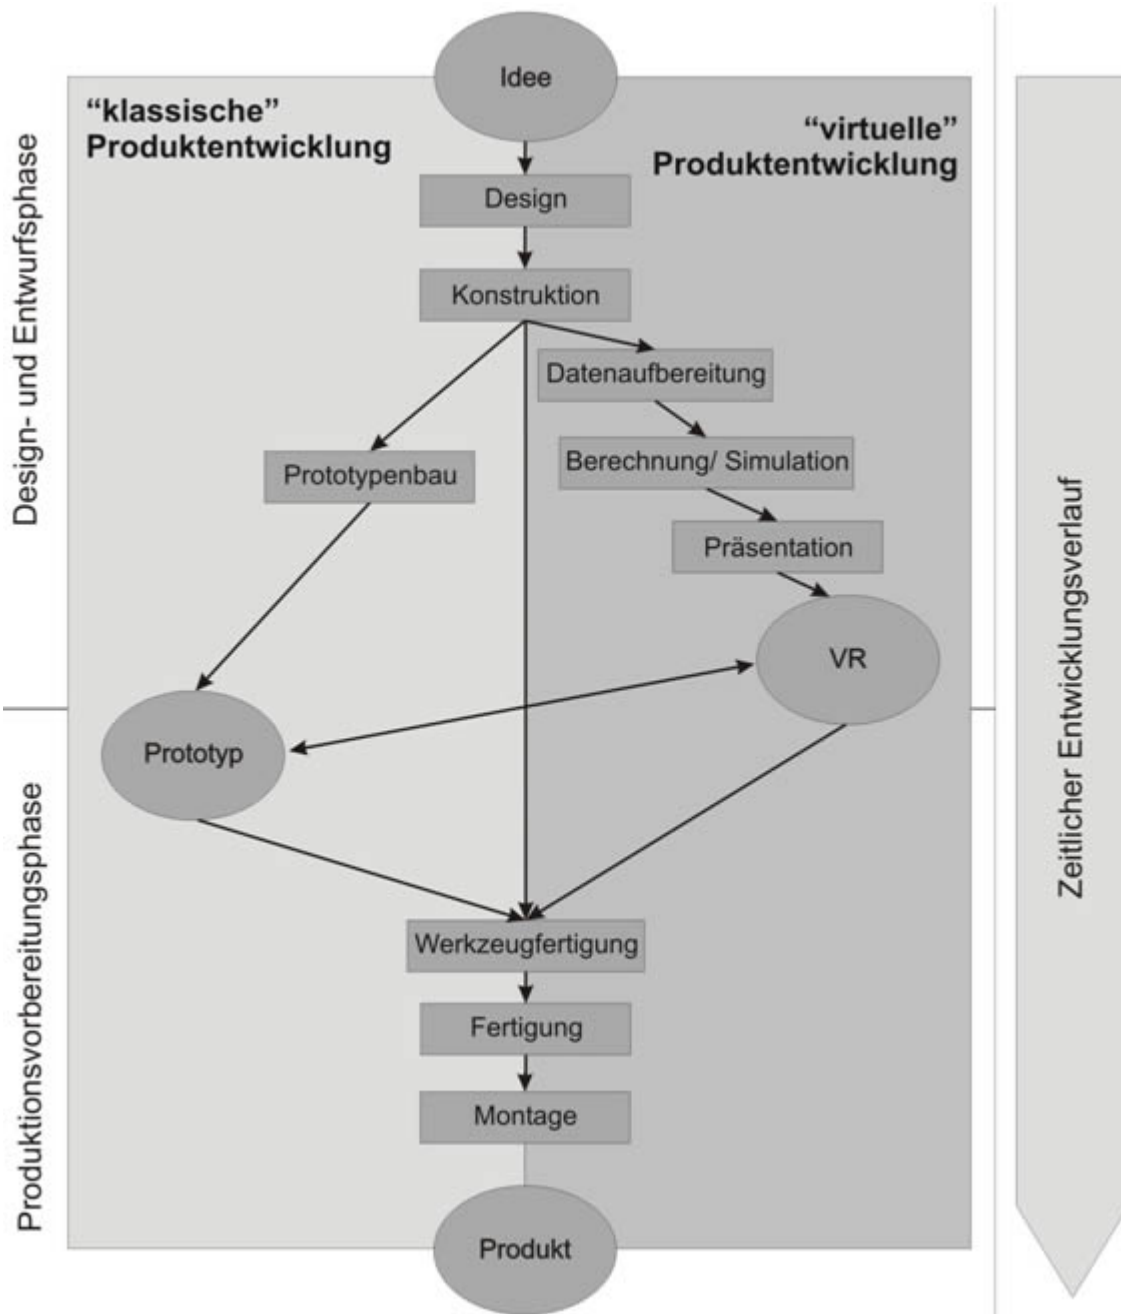 Idee
“klassische”
Produktentwicklung
“virtuelle”
Produktentwicklung
Design
Konstruktion
Datenaufbereitung
Prototypenbau
Berechnung/ Simulation
Präsentation
VR
Prototyp
Werkzeugfertigung
Fertigung
Montage
Produkt
Design- und Entwurfsphase
Produktionsvorbereitungsphase
Zeitlicher Entwicklungsverlauf